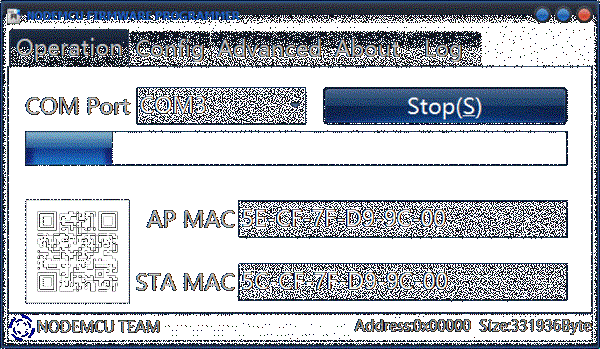 NODEMCU FIRMWARE PROGRAMMER
Operation Config Advanced About Log
COM Port COM3 Stop(S)
AP MAC 5E-CF-7F-D9-9C-00
STA MAC 5C-CF-7F-D9-9C-00
NODEMCU TEAM Address:0x00000 Size:331936Byte